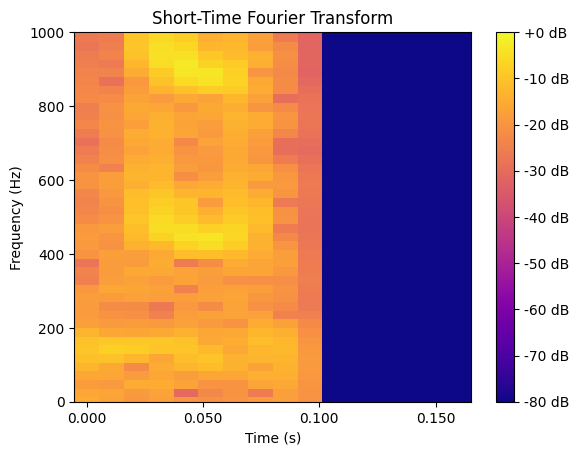 Short-Time Fourier Transform
1000
800
600
400
200
0
Frequency (Hz)
0.000
0.050
0.100
0.150
Time (s)
+0 dB
-10 dB
-20 dB
-30 dB
-40 dB
-50 dB
-60 dB
-70 dB
-80 dB